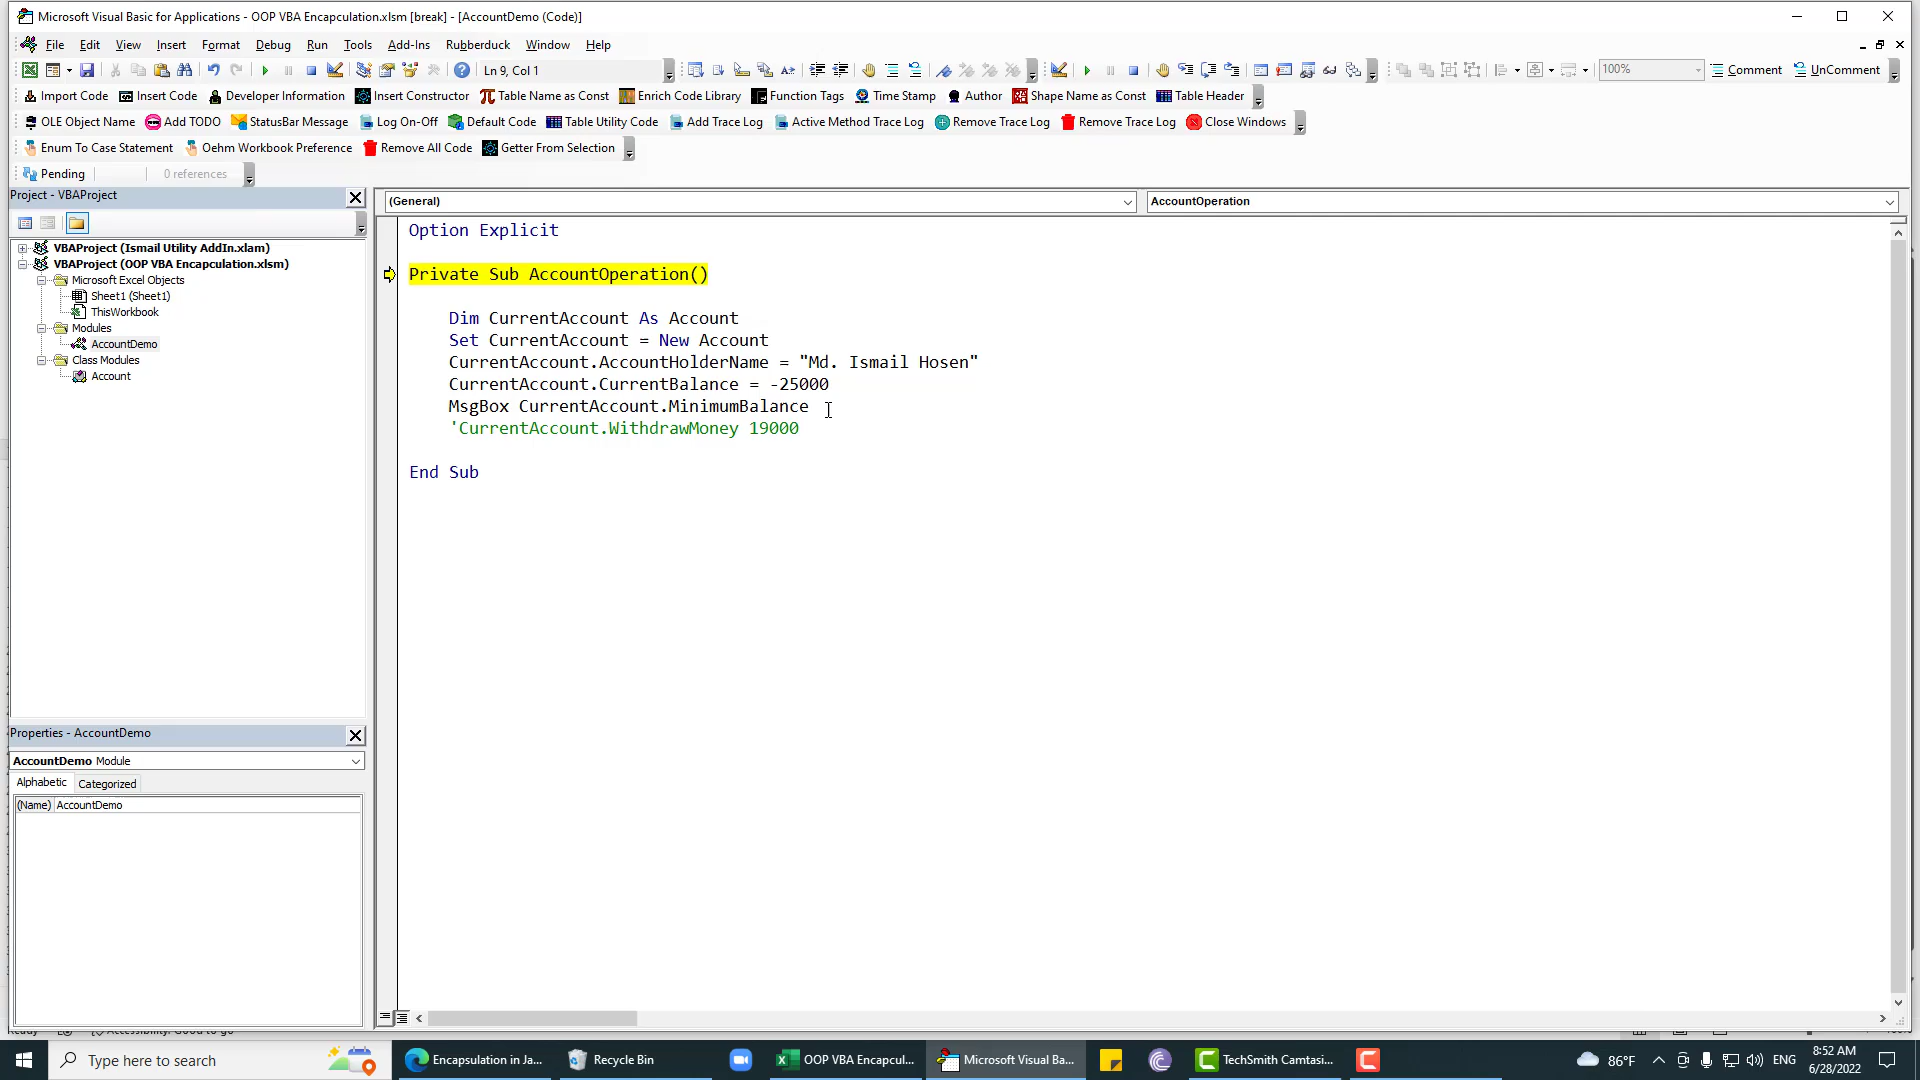 Microsoft Visual Basic for Applications - OOP VBA Encapculation.xlsm [break] - [AccountDemo (Code)]
File Edit View Insert Format Debug Run Tools Add-Ins Rubberduck Window Help
Ln 9, Col 1 100% Comment UnComment
Import Code Insert Code Developer Information Insert Constructor Table Name as Const Enrich Code Library Function Tags Time Stamp Author Shape Name as Const Table Header
OLE Object Name Add TODO StatusBar Message Log On-Off Default Code Table Utility Code Add Trace Log Active Method Trace Log Remove Trace Log Remove Trace Log Close Windows
Enum To Case Statement Oehm Workbook Preference Remove All Code Getter From Selection
Pending 0 references
Project - VBAProject
(General) AccountOperation
VBAProject (Ismail Utility AddIn.xlam)
VBAProject (OOP VBA Encapculation.xlsm)
Microsoft Excel Objects
Sheet1 (Sheet1)
ThisWorkbook
Modules
AccountDemo
Class Modules
Account
Option Explicit
Private Sub AccountOperation()
Dim CurrentAccount As Account
Set CurrentAccount = New Account
CurrentAccount.AccountHolderName = "Md. Ismail Hosen"
CurrentAccount.CurrentBalance = -25000
MsgBox CurrentAccount.MinimumBalance
'CurrentAccount.WithdrawMoney 19000
End Sub
Properties - AccountDemo
AccountDemo Module
Alphabetic Categorized
(Name) AccountDemo
Type here to search
Encapsulation in Ja...
Recycle Bin
OOP VBA Encapcul...
Microsoft Visual Ba...
TechSmith Camtasi...
86°F
ENG
8:52 AM
6/28/2022